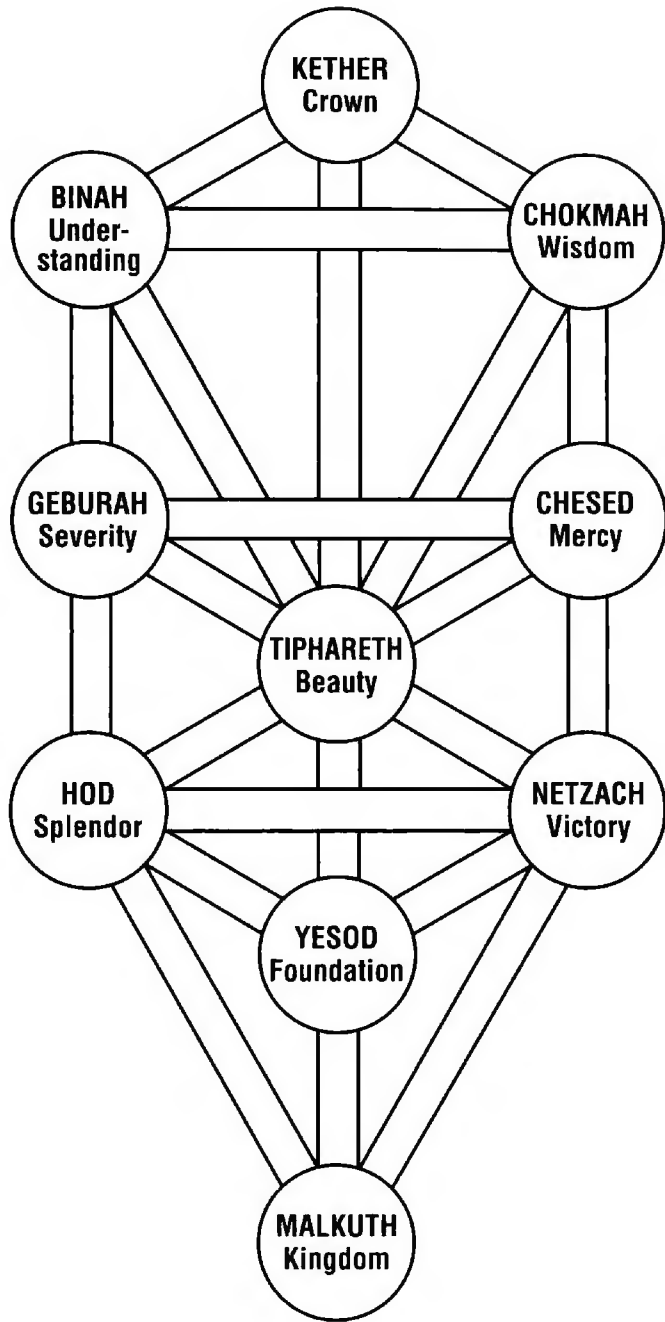 KETHER
Crown
BINAH
Under-
standing
CHOKMAH
Wisdom
GEBURAH
Severity
CHESED
Mercy
TIPHARETH
Beauty
HOD
Splendor
NETZACH
Victory
YESOD
Foundation
MALKUTH
Kingdom